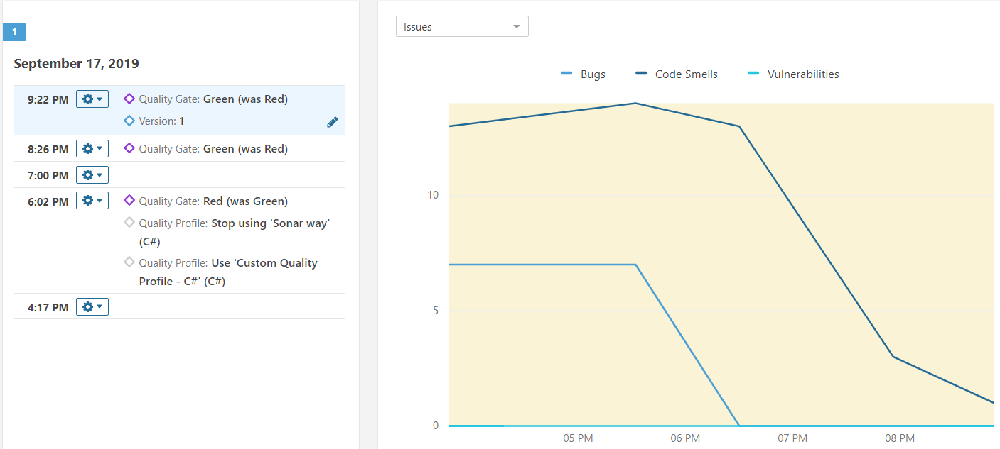 1
September 17, 2019
9:22 PM Quality Gate: Green (was Red)
Version: 1
8:26 PM Quality Gate: Green (was Red)
7:00 PM
6:02 PM Quality Gate: Red (was Green)
Quality Profile: Stop using 'Sonar way'
(C#)
Quality Profile: Use 'Custom Quality
Profile - C#' (C#)
4:17 PM
Issues
Bugs Code Smells Vulnerabilities
10
5
0
05 PM 06 PM 07 PM 08 PM